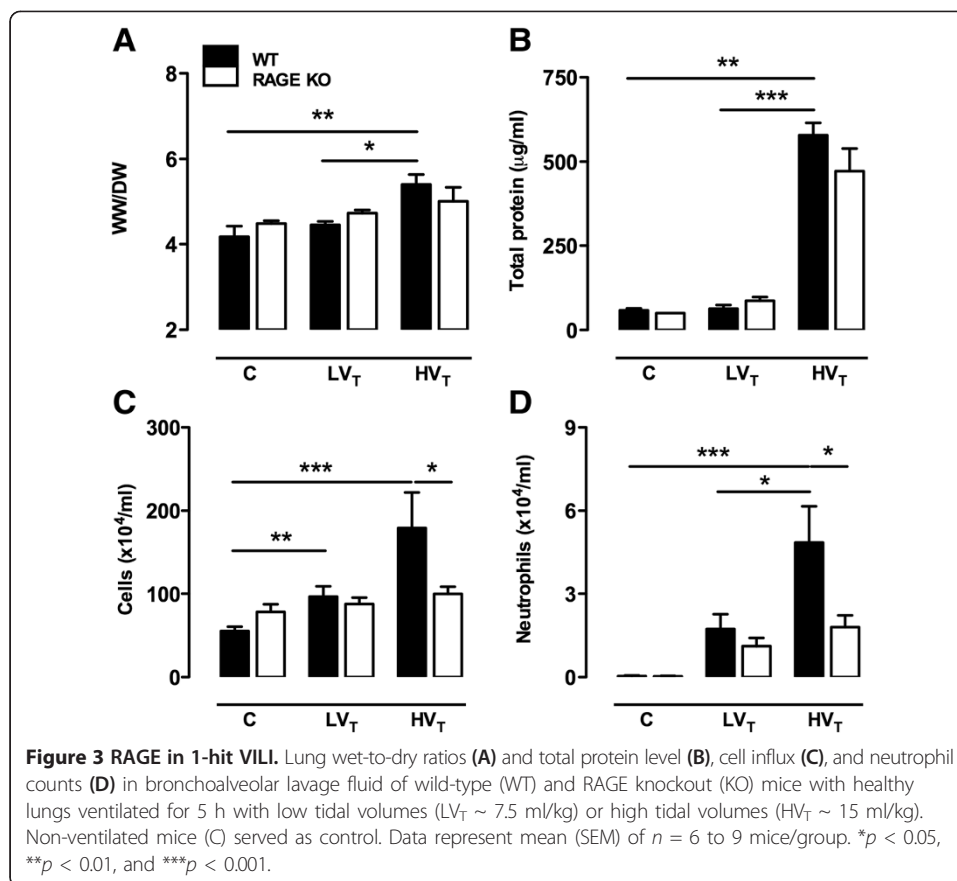 A
B
WT
RAGE KO
8
6
4
2
WW/DW
**
*
C
LVT
HVT
750
500
250
0
Total protein (µg/ml)
**
***
C
LVT
HVT
C
D
300
200
100
0
Cells (x10⁴/ml)
***
*
**
C
LVT
HVT
9
6
3
0
Neutrophils (x10⁴/ml)
***
*
*
C
LVT
HVT
Figure 3 RAGE in 1-hit VILI. Lung wet-to-dry ratios (A) and total protein level (B), cell influx (C), and neutrophil
counts (D) in bronchoalveolar lavage fluid of wild-type (WT) and RAGE knockout (KO) mice with healthy
lungs ventilated for 5 h with low tidal volumes (LVT ~ 7.5 ml/kg) or high tidal volumes (HVT ~ 15 ml/kg).
Non-ventilated mice (C) served as control. Data represent mean (SEM) of n = 6 to 9 mice/group. *p < 0.05,
**p < 0.01, and ***p < 0.001.